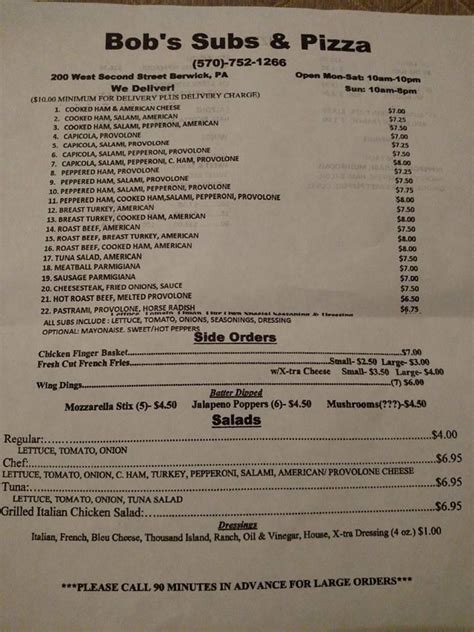 Bob's Subs & Pizza
(570)-752-1266
200 West Second Street Berwick, PA Open Mon-Sat: 10am-10pm
We Deliver! Sun: 10am-8pm
($10.00 MINIMUM FOR DELIVERY PLUS DELIVERY CHARGE)
1. COOKED HAM & AMERICAN CHEESE $7.00
2. COOKED HAM, SALAMI, AMERICAN $7.25
3. COOKED HAM, SALAMI, PEPPERONI, AMERICAN $7.50
4. CAPICOLA, PROVOLONE $7.00
5. CAPICOLA, SALAMI, PROVOLONE $7.25
6. CAPICOLA, SALAMI, PEPPERONI, PROVOLONE $7.50
7. CAPICOLA, SALAMI, PEPPERONI, C. HAM, PROVOLONE $8.00
8. PEPPERED HAM, PROVOLONE $7.25
9. PEPPERED HAM, SALAMI, PROVOLONE $7.50
10. PEPPERED HAM, SALAMI, PEPPERONI, PROVOLONE $7.75
11. PEPPERED HAM, COOKED HAM,SALAMI, PEPPERONI, PROVOLONE $8.00
12. BREAST TURKEY, AMERICAN $7.50
13. BREAST TURKEY, COOKED HAM, AMERICAN $8.00
14. ROAST BEEF, AMERICAN $7.50
15. ROAST BEEF, BREAST TURKEY, AMERICAN $8.00
16. ROAST BEEF, COOKED HAM, AMERICAN $8.00
17. TUNA SALAD, AMERICAN $7.50
18. MEATBALL PARMIGIANA $7.50
19. SAUSAGE PARMIGIANA $7.50
20. CHEESESTEAK, FRIED ONIONS, SAUCE $7.50
21. HOT ROAST BEEF, MELTED PROVOLONE $6.50
22. PASTRAMI, PROVOLONE, HORSE RADISH $6.75
ALL SUBS INCLUDE : LETTUCE, TOMATO, ONIONS, SEASONINGS, DRESSING
OPTIONAL: MAYONAISE. SWEET/HOT PEPPERS
Side Orders
Chicken Finger Basket $7.00
Fresh Cut French Fries Small- $2.50 Large- $3.00
w/X-tra Cheese Small- $3.50 Large- $4.00
Wing Dings (7) $6.00
Batter Dipped
Mozzarella Stix (5)- $4.50 Jalapeno Poppers (6)- $4.50 Mushrooms(???)-$4.50
Salads
Regular: $4.00
LETTUCE, TOMATO, ONION
Chef: $6.95
LETTUCE, TOMATO, ONION, C. HAM, TURKEY, PEPPERONI, SALAMI, AMERICAN/ PROVOLONE CHEESE
Tuna: $6.95
LETTUCE, TOMATO, ONION, TUNA SALAD
Grilled Italian Chicken Salad: $6.95
Dressings
Italian, French, Bleu Cheese, Thousand Island, Ranch, Oil & Vinegar, House, X-tra Dressing (4 oz.) $1.00
***PLEASE CALL 90 MINUTES IN ADVANCE FOR LARGE ORDERS***